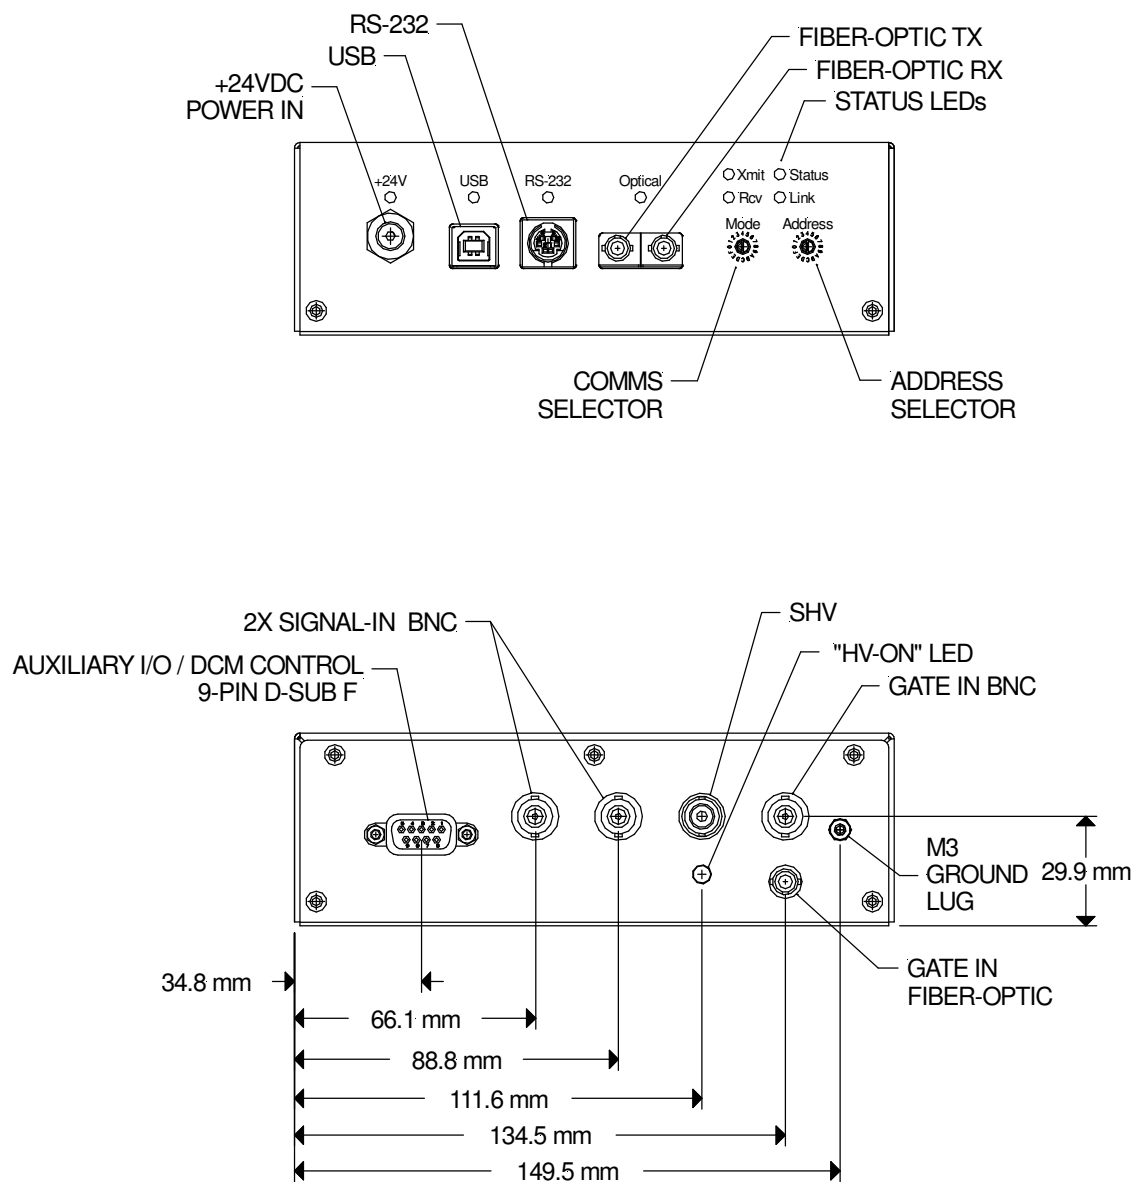 RS-232
USB
+24VDC
POWER IN
FIBER-OPTIC TX
FIBER-OPTIC RX
STATUS LEDs
+24V
USB
RS-232
Optical
Xmit
Status
Rcv
Link
Mode
Address
COMMS
SELECTOR
ADDRESS
SELECTOR
2X SIGNAL-IN BNC
AUXILIARY I/O / DCM CONTROL
9-PIN D-SUB F
SHV
"HV-ON" LED
GATE IN BNC
M3
GROUND
LUG
29.9 mm
GATE IN
FIBER-OPTIC
34.8 mm
66.1 mm
88.8 mm
111.6 mm
134.5 mm
149.5 mm